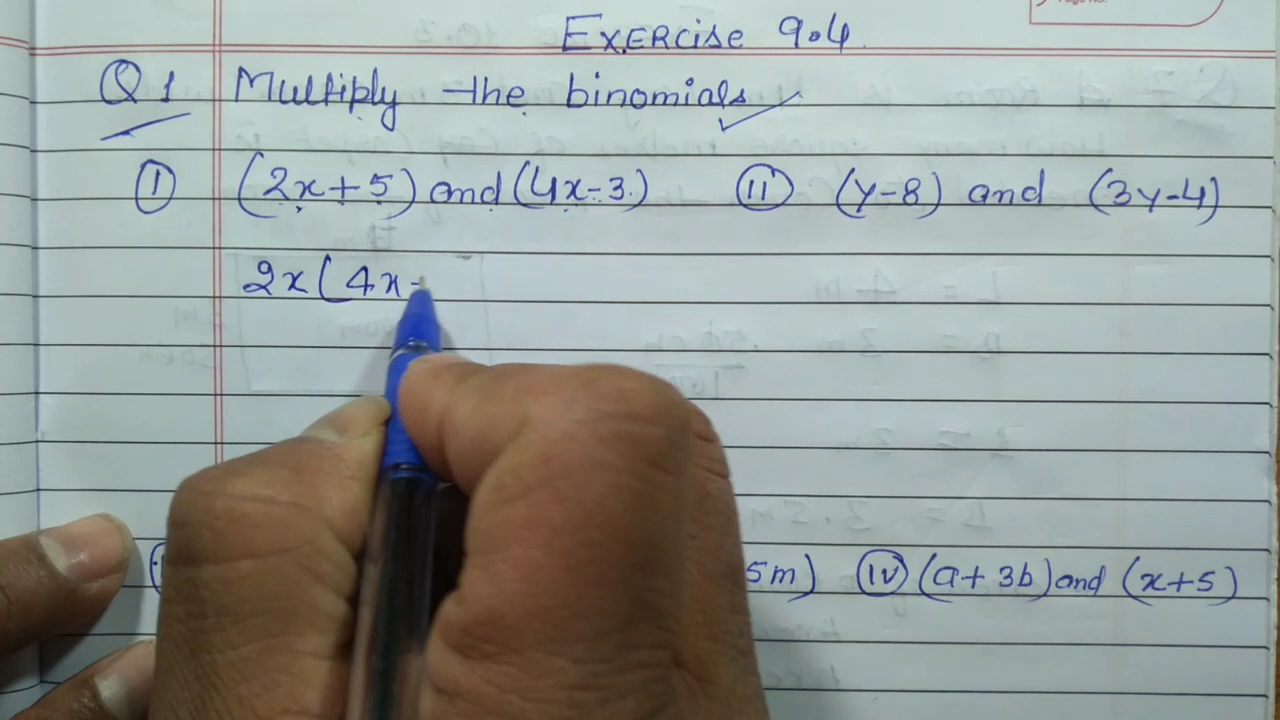 Exercise 9.4
Q1 Multiply the binomials
(i) (2x+5) and (4x-3) (ii) (y-8) and (3y-4)
2x(4x-
5m) (iv) (a+3b) and (x+5)